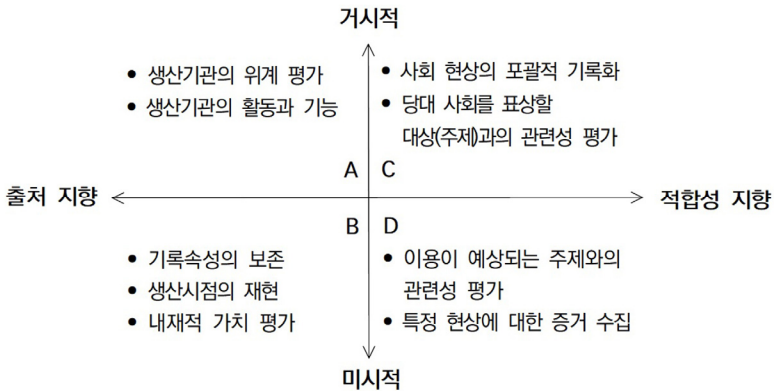 거시적
• 생산기관의 위계 평가
• 생산기관의 활동과 기능
• 사회 현상의 포괄적 기록화
• 당대 사회를 표상할
대상(주제)과의 관련성 평가
A
C
출처 지향
적합성 지향
B
D
• 기록속성의 보존
• 생산시점의 재현
• 내재적 가치 평가
• 이용이 예상되는 주제와의
관련성 평가
• 특정 현상에 대한 증거 수집
미시적